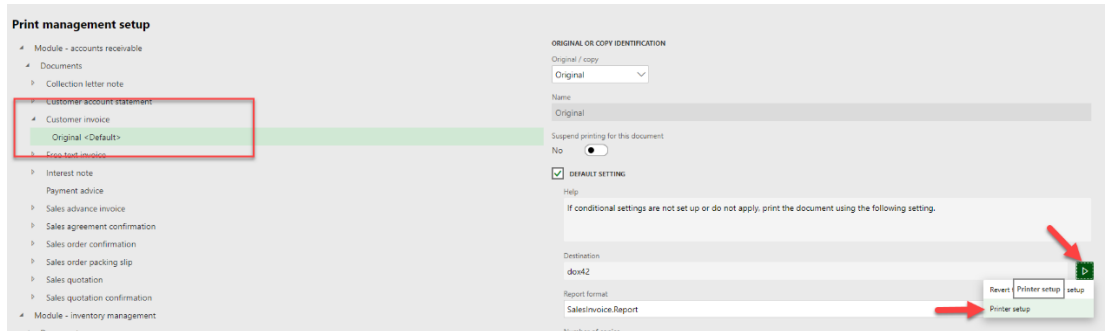 Print management setup
Module - accounts receivable
Documents
Collection letter note
Customer account statement
Customer invoice
Original <Default>
Free text invoice
Interest note
Payment advice
Sales advance invoice
Sales agreement confirmation
Sales order confirmation
Sales order packing slip
Sales quotation
Sales quotation confirmation
Module - inventory management
ORIGINAL OR COPY IDENTIFICATION
Original / copy
Original
Name
Original
Suspend printing for this document
No
DEFAULT SETTING
Help
If conditional settings are not set up or do not apply, print the document using the following setting.
Destination
dox42
Revert
Printer setup
setup
Report format
SalesInvoice.Report
Printer setup